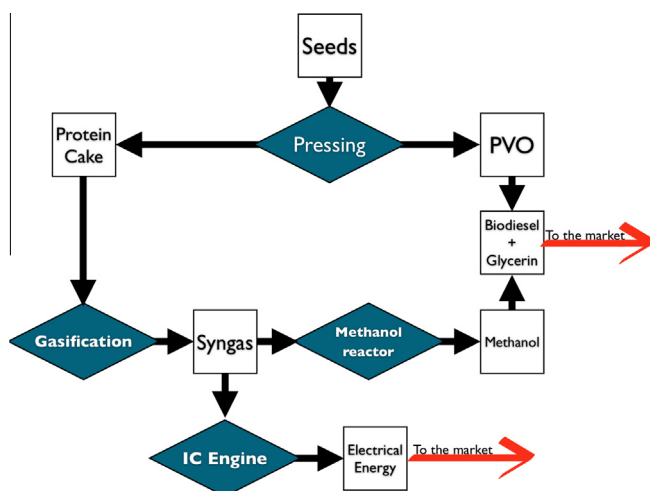 Seeds
Protein
Cake
Pressing
PVO
Biodiesel
+
Glycerin
To the market
Gasification
Syngas
Methanol
reactor
Methanol
IC Engine
Electrical
Energy
To the market